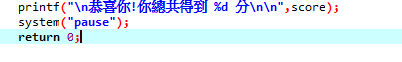 printf("\n恭喜你!你總共得到 %d 分\n\n",score);
system("pause");
return 0;